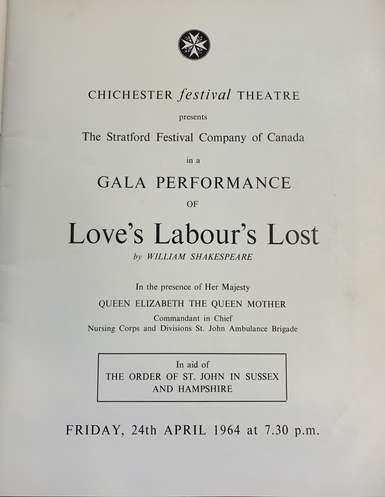 CHICHESTER festival THEATRE
presents
The Stratford Festival Company of Canada
in a
GALA PERFORMANCE
OF
Love's Labour's Lost
by WILLIAM SHAKESPEARE
In the presence of Her Majesty
QUEEN ELIZABETH THE QUEEN MOTHER
Commandant in Chief
Nursing Corps and Divisions St. John Ambulance Brigade
In aid of
THE ORDER OF ST. JOHN IN SUSSEX
AND HAMPSHIRE
FRIDAY, 24th APRIL 1964 at 7.30 p.m.